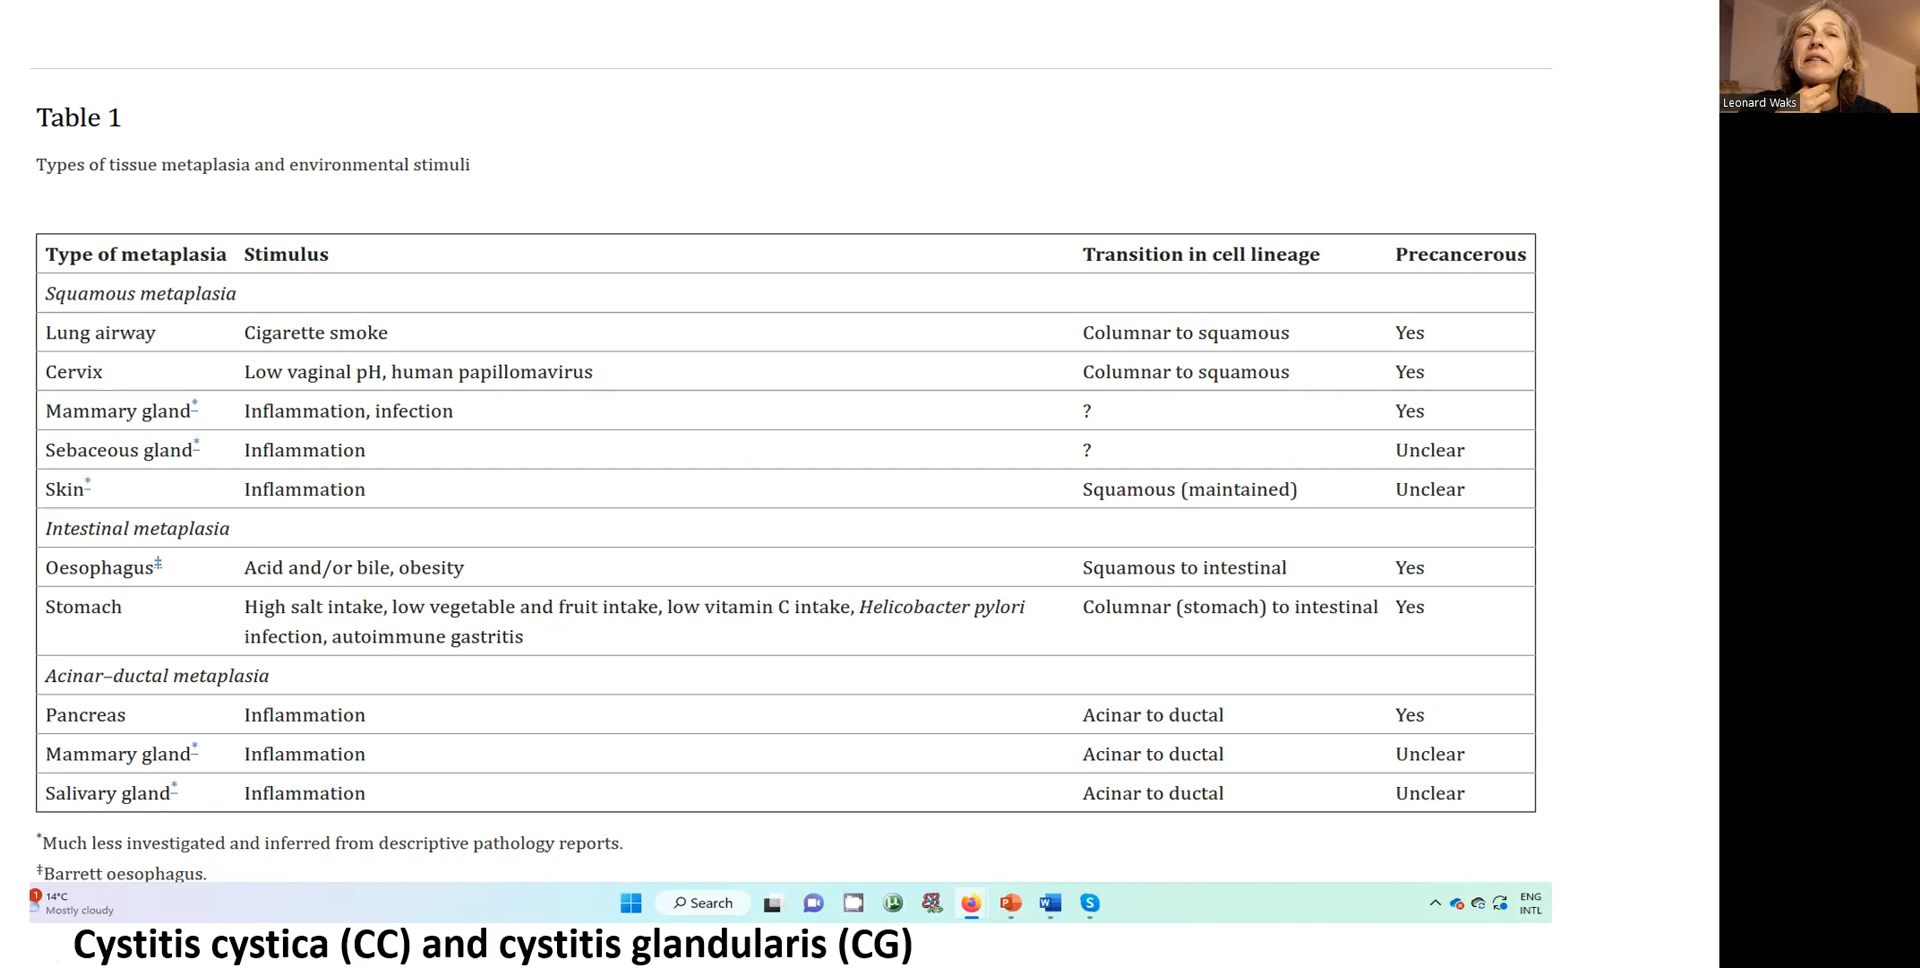 Leonard Waks
Table 1
Types of tissue metaplasia and environmental stimuli
Type of metaplasia Stimulus Transition in cell lineage Precancerous
Squamous metaplasia
Lung airway Cigarette smoke Columnar to squamous Yes
Cervix Low vaginal pH, human papillomavirus Columnar to squamous Yes
Mammary gland* Inflammation, infection ? Yes
Sebaceous gland* Inflammation ? Unclear
Skin* Inflammation Squamous (maintained) Unclear
Intestinal metaplasia
Oesophagus‡ Acid and/or bile, obesity Squamous to intestinal Yes
Stomach High salt intake, low vegetable and fruit intake, low vitamin C intake, Helicobacter pylori Columnar (stomach) to intestinal Yes
infection, autoimmune gastritis
Acinar–ductal metaplasia
Pancreas Inflammation Acinar to ductal Yes
Mammary gland* Inflammation Acinar to ductal Unclear
Salivary gland* Inflammation Acinar to ductal Unclear
*Much less investigated and inferred from descriptive pathology reports.
‡Barrett oesophagus.
1 14°C
Mostly cloudy
Search
ENG
INTL
Cystitis cystica (CC) and cystitis glandularis (CG)